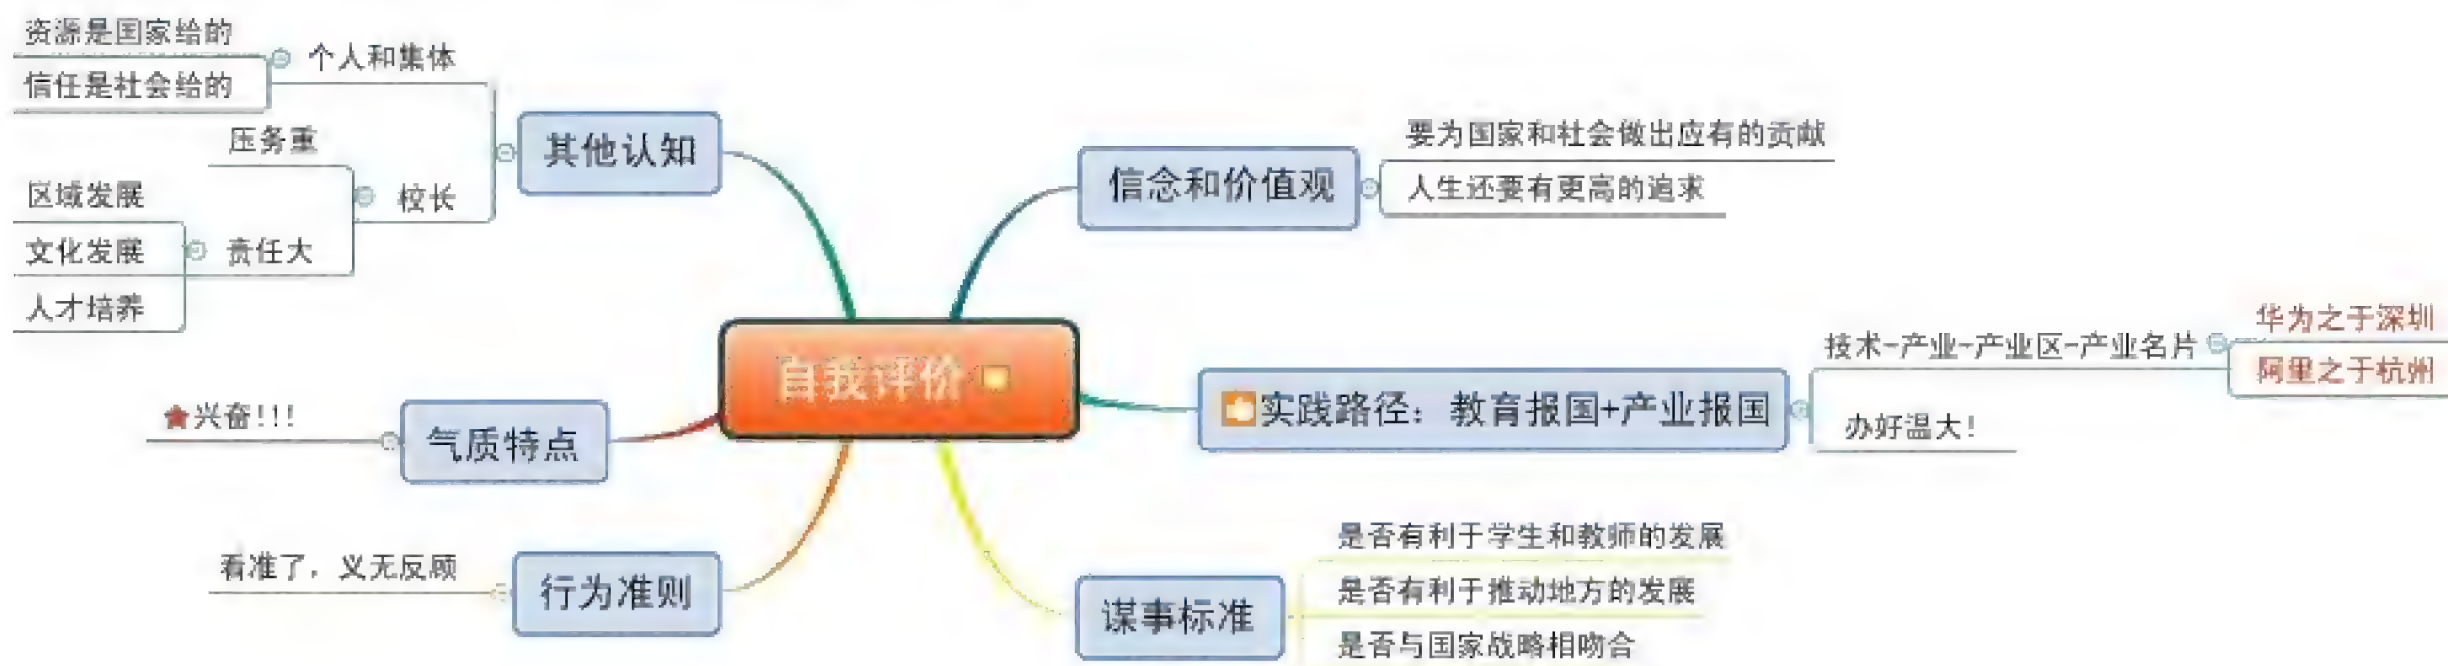 资源是国家给的
信任是社会给的
个人和集体
压务重
区域发展
文化发展
人才培养
责任大
校长
其他认知
信念和价值观
要为国家和社会做出应有的贡献
人生还要有更高的追求
自我评价
实践路径：教育报国+产业报国
技术-产业-产业区-产业名片
华为之于深圳
阿里之于杭州
办好温大!
气质特点
兴奋!!!
行为准则
看准了，义无反顾
谋事标准
是否有利于学生和教师的发展
是否有利于推动地方的发展
是否与国家战略相吻合